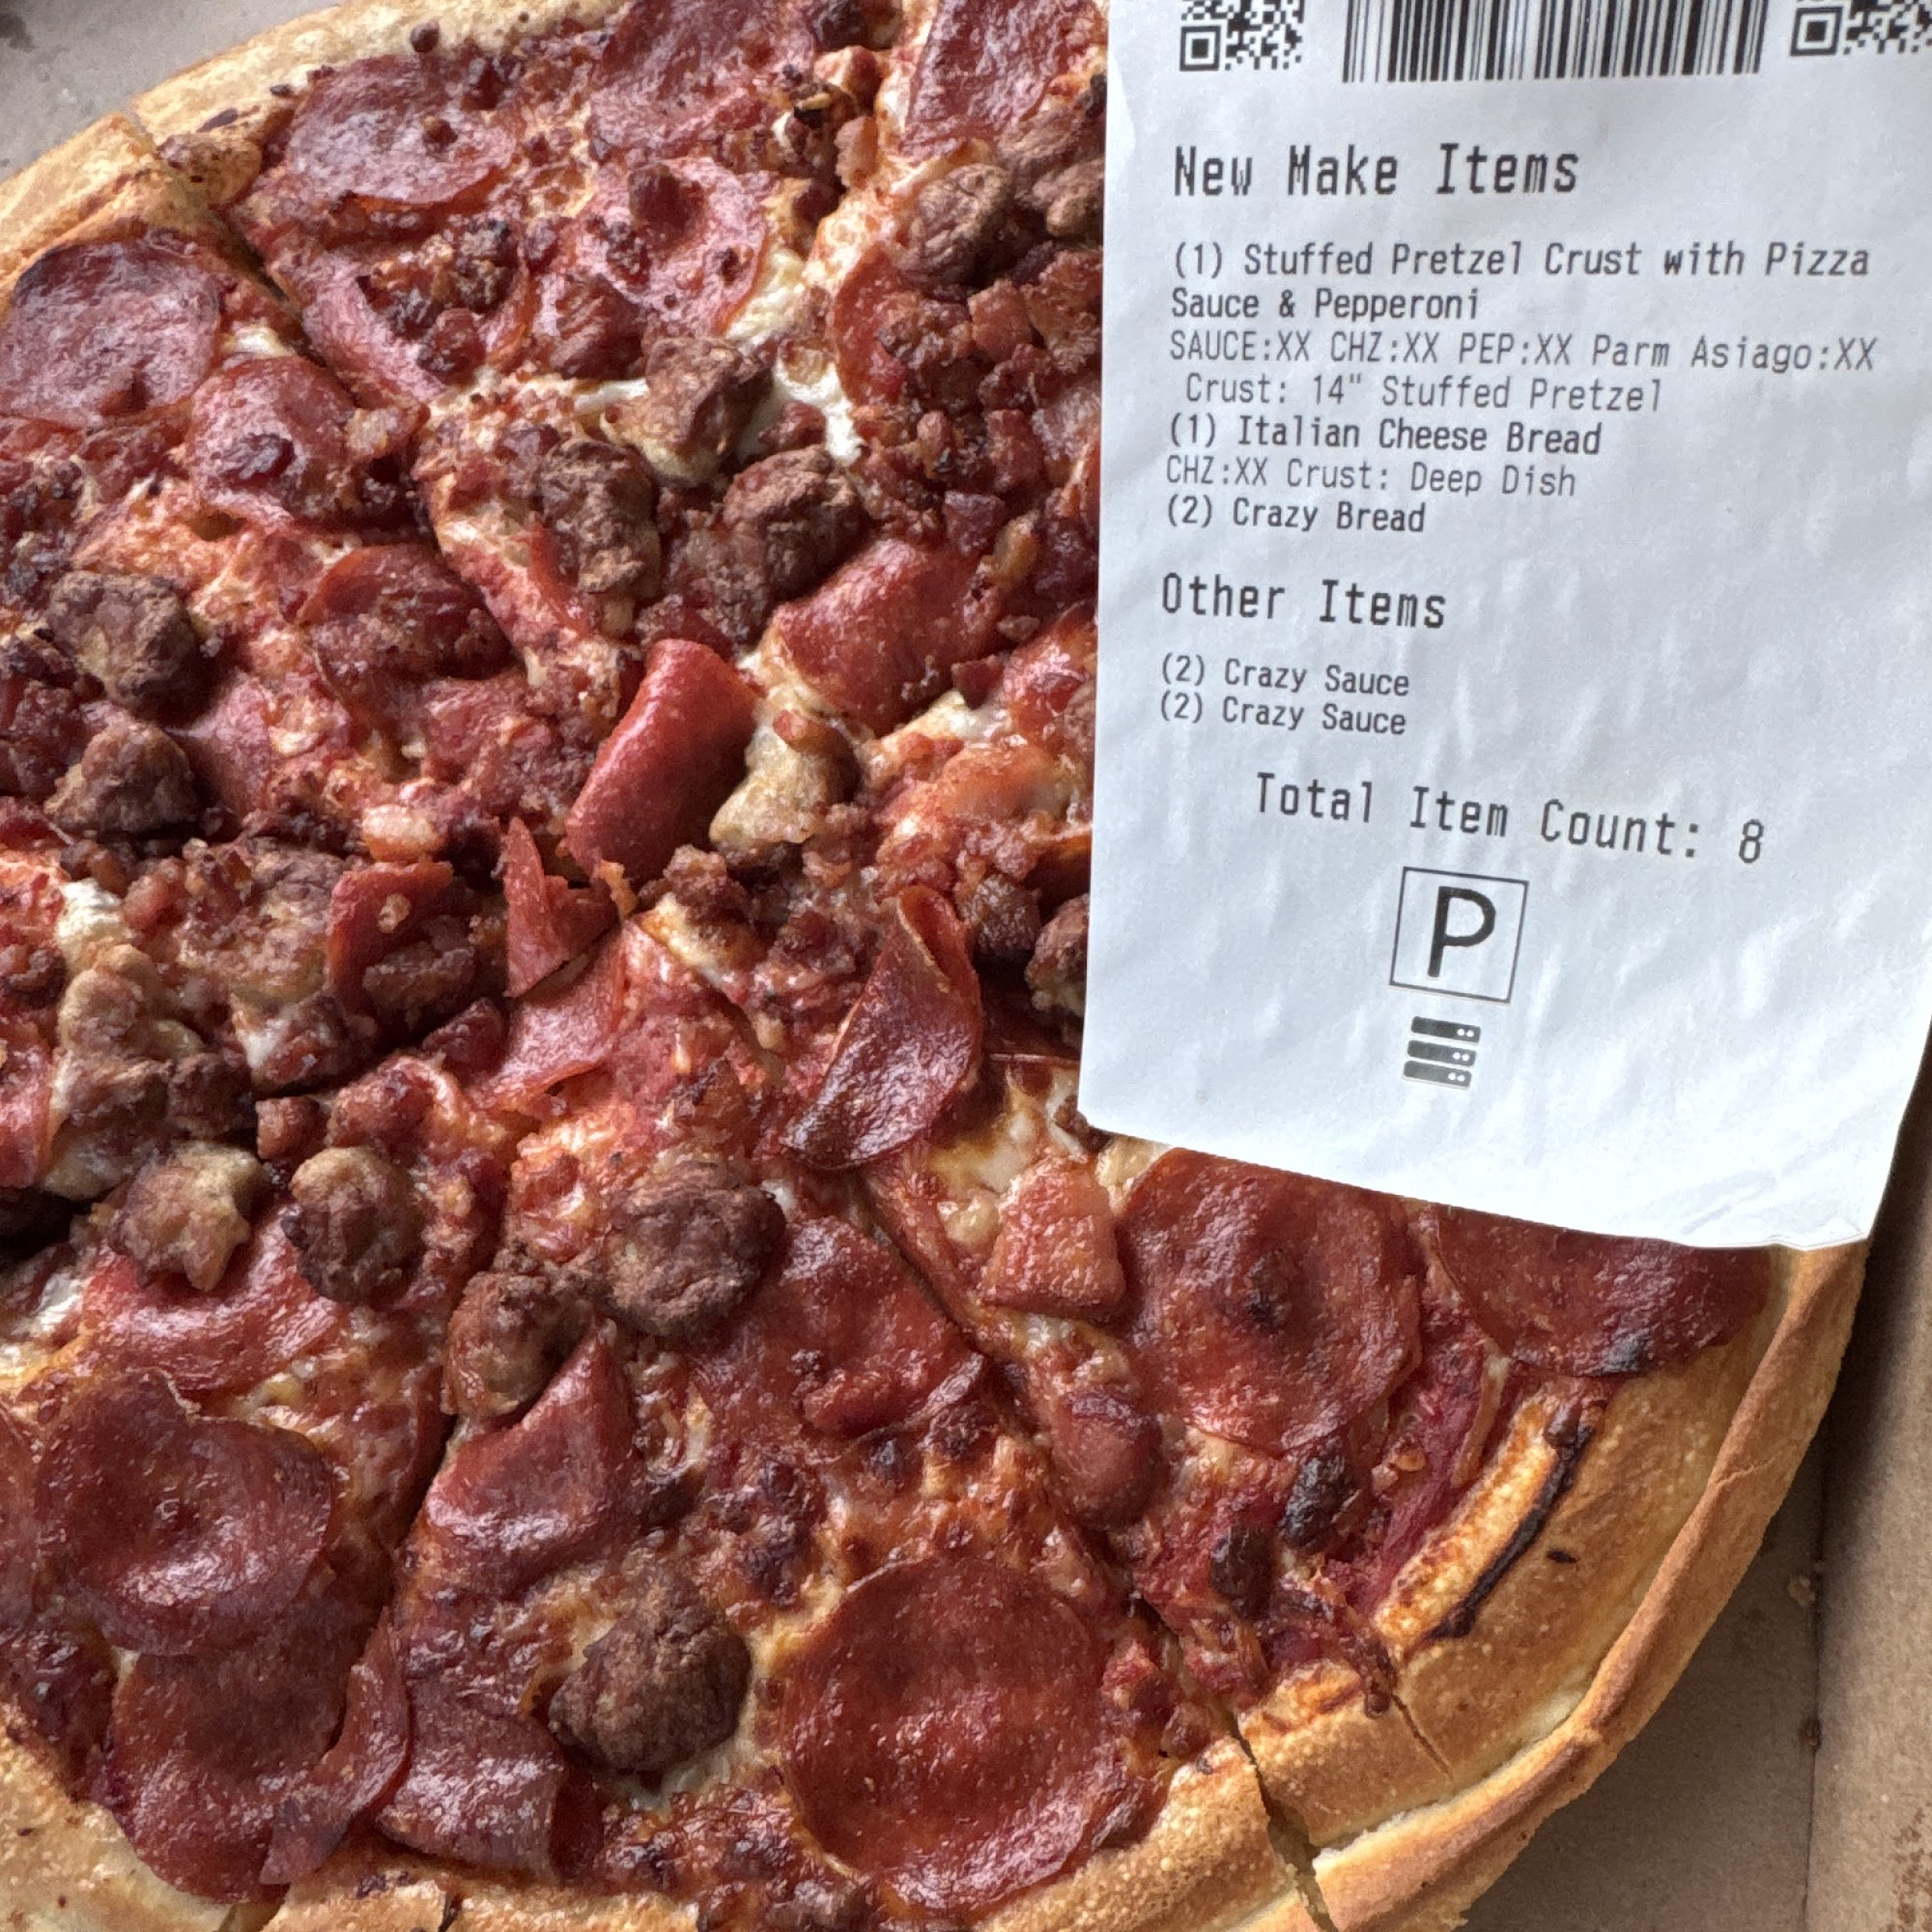 New Make Items
(1) Stuffed Pretzel Crust with Pizza
Sauce & Pepperoni
SAUCE:XX CHZ:XX PEP:XX Parm Asiago:XX
Crust: 14" Stuffed Pretzel
(1) Italian Cheese Bread
CHZ:XX Crust: Deep Dish
(2) Crazy Bread
Other Items
(2) Crazy Sauce
(2) Crazy Sauce
Total Item Count: 8
P